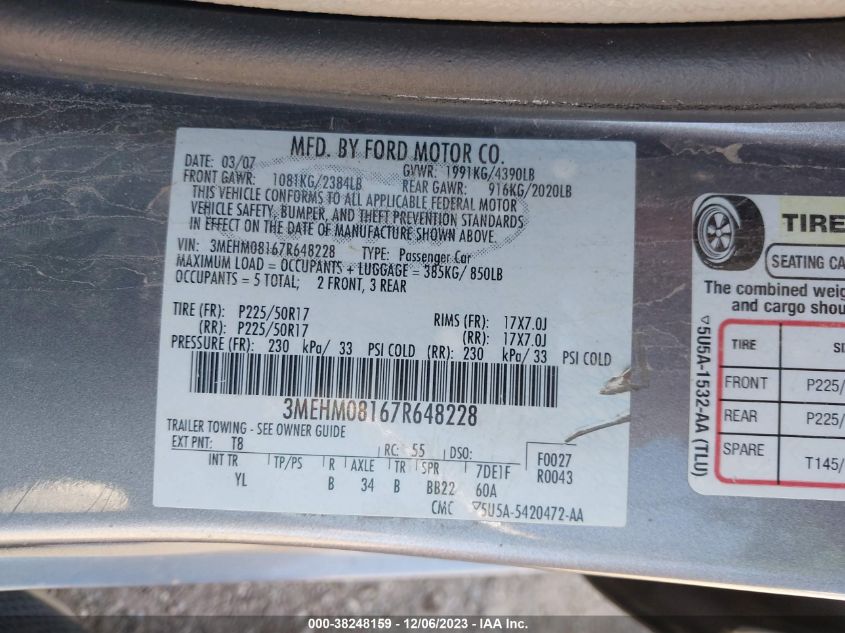 MFD. BY FORD MOTOR CO.
DATE: 03/07 GVWR: 1991KG/4390LB
FRONT GAWR: 1081KG/2384LB REAR GAWR: 916KG/2020LB
THIS VEHICLE CONFORMS TO ALL APPLICABLE FEDERAL MOTOR
VEHICLE SAFETY, BUMPER, AND THEFT PREVENTION STANDARDS
IN EFFECT ON THE DATE OF MANUFACTURE SHOWN ABOVE.
VIN: 3MEHM08167R648228 TYPE: Passenger Car
MAXIMUM LOAD = OCCUPANTS + LUGGAGE = 385KG/ 850LB
OCCUPANTS = 5 TOTAL; 2 FRONT, 3 REAR
TIRE (FR): P225/50R17 RIMS (FR): 17X7.0J
(RR): P225/50R17 (RR): 17X7.0J
PRESSURE (FR): 230 kPa/ 33 PSI COLD (RR): 230 kPa/ 33 PSI COLD
3MEHM08167R648228
TRAILER TOWING - SEE OWNER GUIDE
EXT PNT: T8 RC: 55 DSO: F0027
INT TR TP/PS R AXLE TR SPR 7DE1F R0043
YL B 34 B BB22 60A
CMC ▽5U5A-5420472-AA
TIRE
SEATING CA
The combined weig
and cargo shou
▽5U5A-1532-AA (TLU)
TIRE SI
FRONT P225/
REAR P225/
SPARE T145/
000-38248159 - 12/06/2023 - IAA Inc.